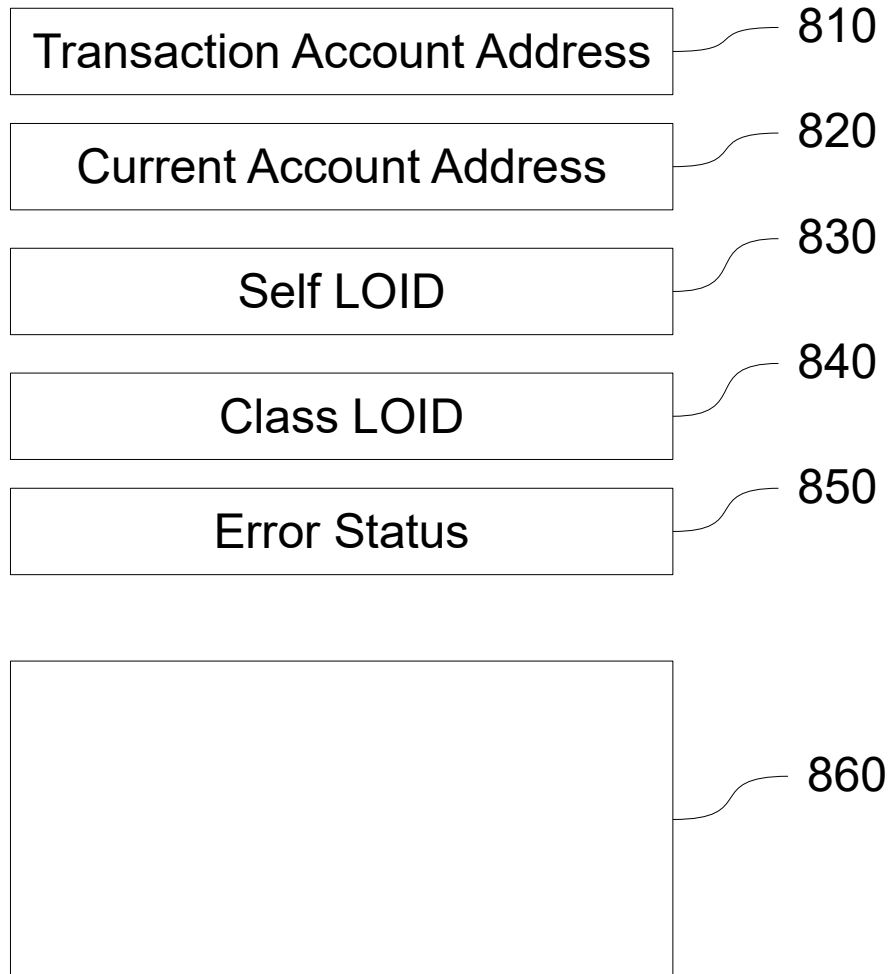 Transaction Account Address 810
Current Account Address 820
Self LOID 830
Class LOID 840
Error Status 850
860